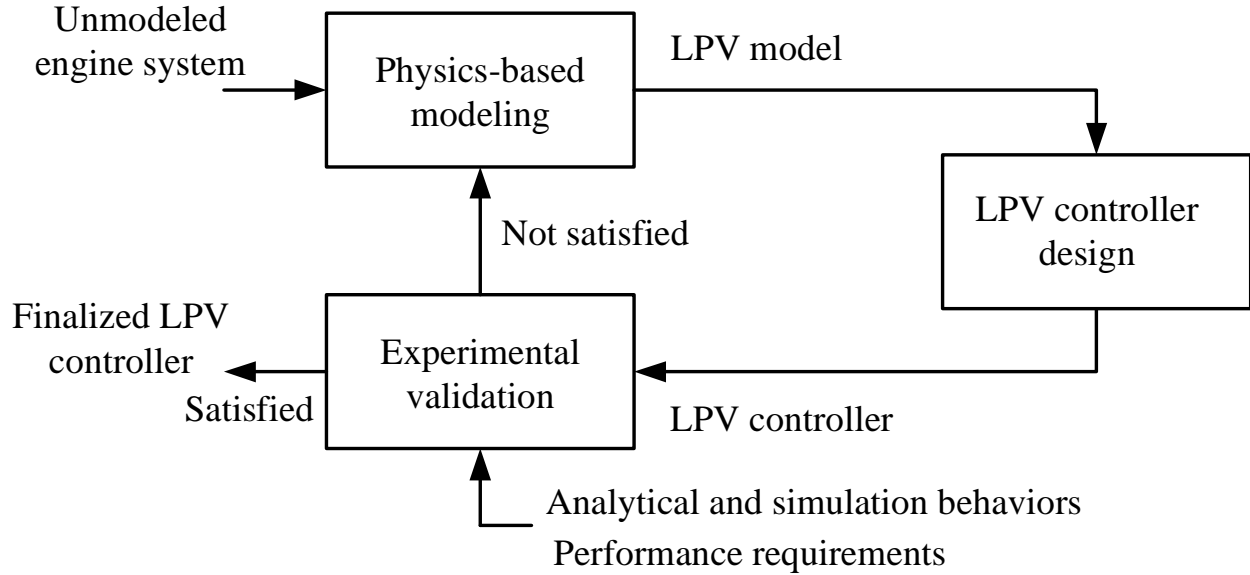 Unmodeled
engine system
Physics-based
modeling
LPV model
LPV controller
design
Not satisfied
Finalized LPV
controller
Satisfied
Experimental
validation
LPV controller
Analytical and simulation behaviors
Performance requirements